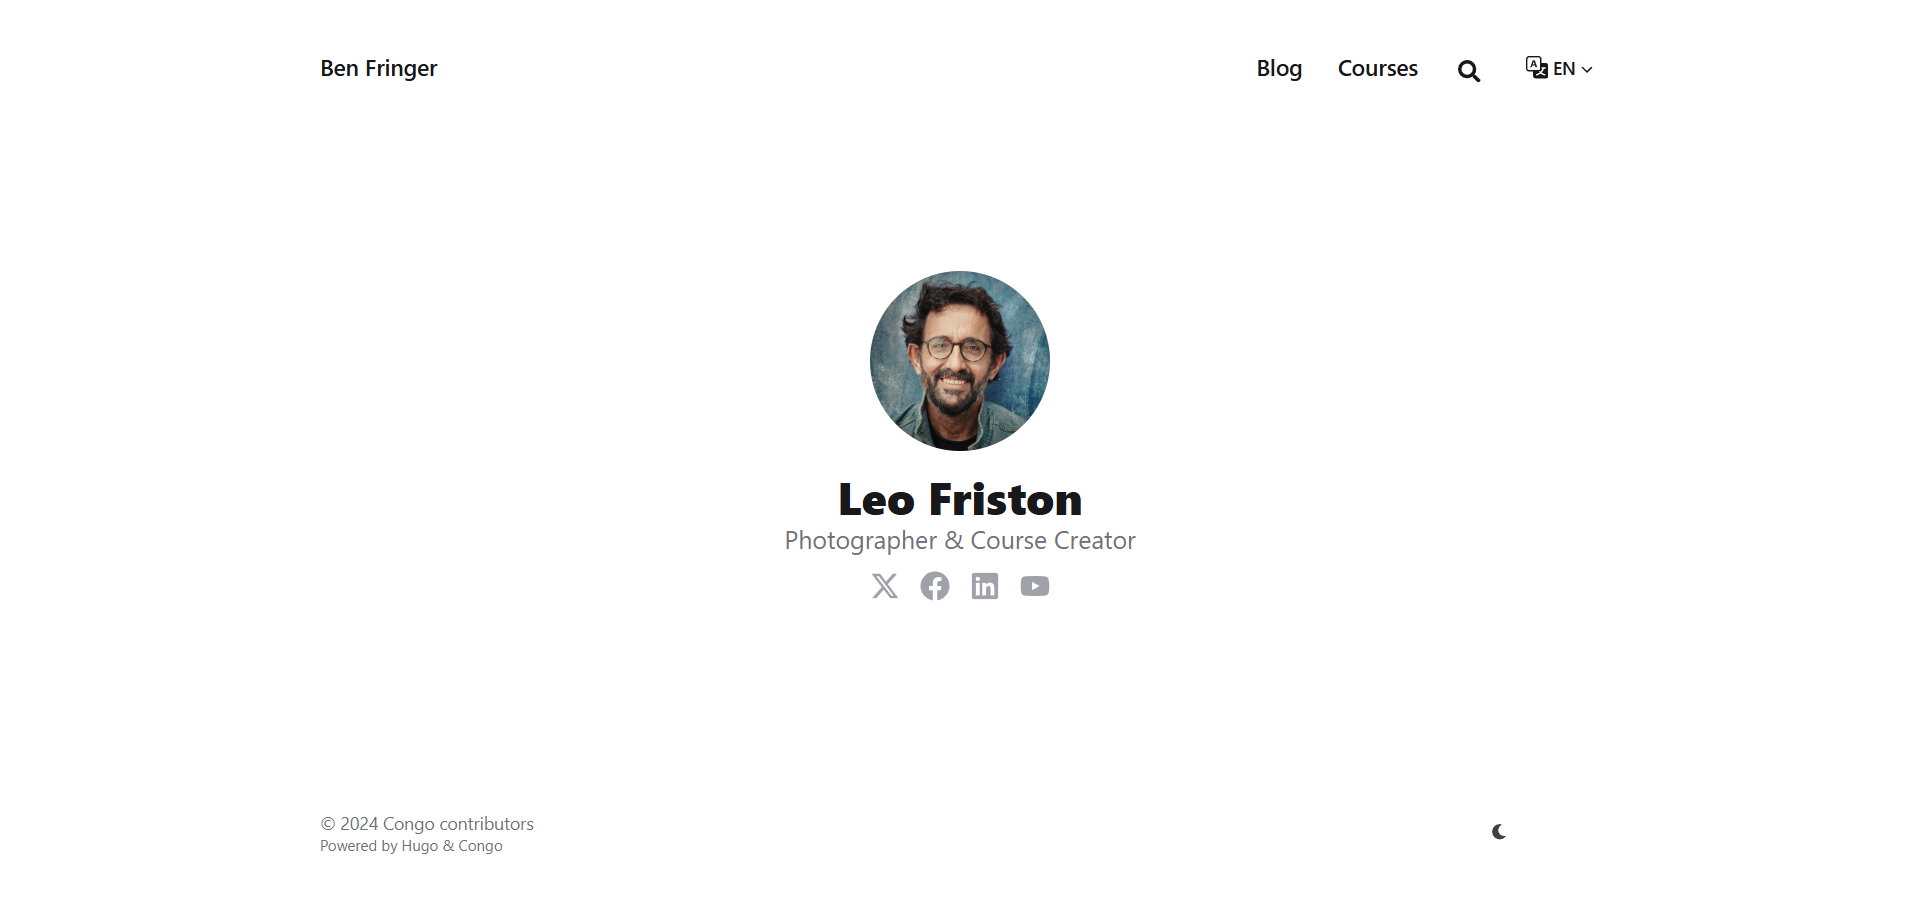 Ben Fringer
Blog Courses EN
Leo Friston
Photographer & Course Creator
© 2024 Congo contributors
Powered by Hugo & Congo